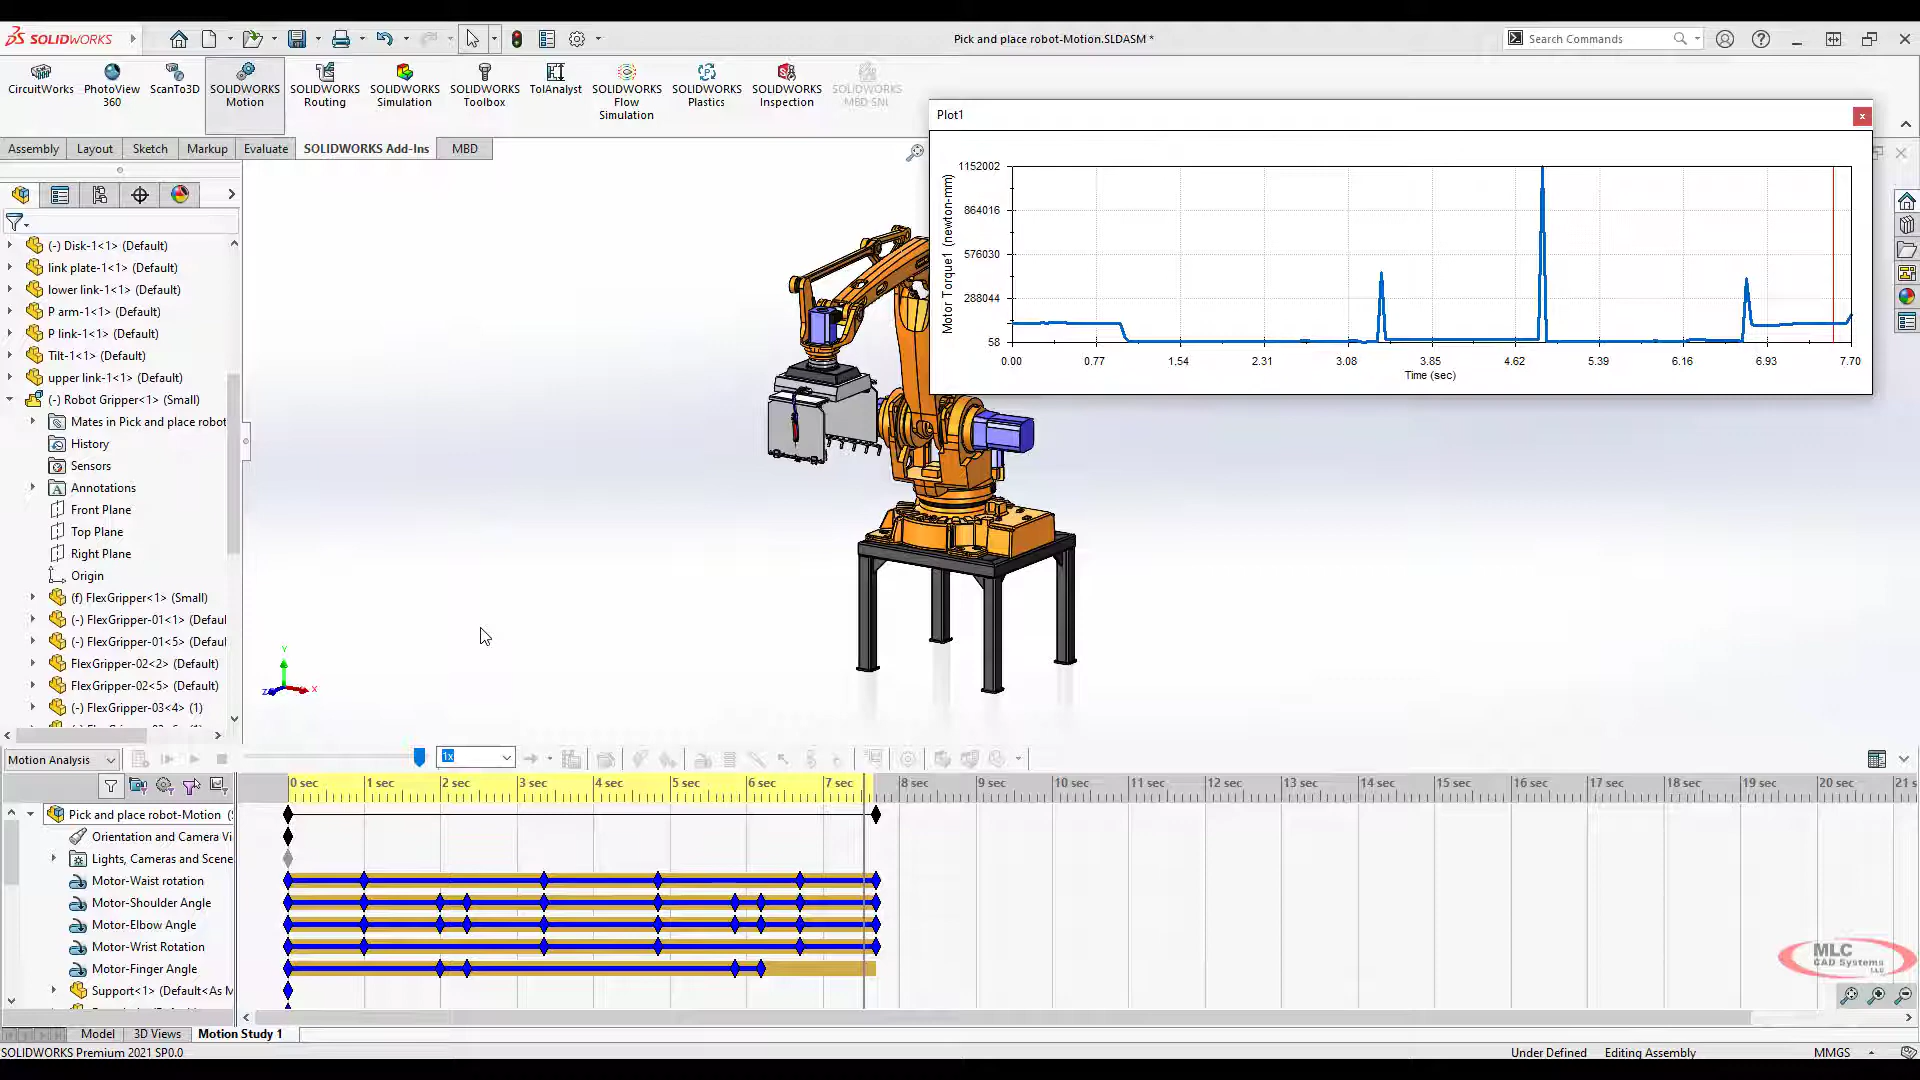 SOLIDWORKS
Pick and place robot-Motion.SLDASM *
Search Commands
CircuitWorks
PhotoView 360
ScanTo3D
SOLIDWORKS Motion
SOLIDWORKS Routing
SOLIDWORKS Simulation
SOLIDWORKS Toolbox
TolAnalyst
SOLIDWORKS Flow Simulation
SOLIDWORKS Plastics
SOLIDWORKS Inspection
SOLIDWORKS MBD SNL
Assembly Layout Sketch Markup Evaluate SOLIDWORKS Add-Ins MBD
Plot1
Motor Torque1 (newton-mm)
1152002
864016
576030
288044
58
0.00 0.77 1.54 2.31 3.08 3.85 4.62 5.39 6.16 6.93 7.70
Time (sec)
(-) Disk-1<1> (Default)
link plate-1<1> (Default)
lower link-1<1> (Default)
P arm-1<1> (Default)
P link-1<1> (Default)
Tilt-1<1> (Default)
upper link-1<1> (Default)
(-) Robot Gripper<1> (Small)
Mates in Pick and place robot
History
Sensors
Annotations
Front Plane
Top Plane
Right Plane
Origin
(f) FlexGripper<1> (Small)
(-) FlexGripper-01<1> (Defaul
(-) FlexGripper-01<5> (Defaul
FlexGripper-02<2> (Default)
FlexGripper-02<5> (Default)
(-) FlexGripper-03<4> (1)
Y
Z X
Motion Analysis
1x
0 sec 1 sec 2 sec 3 sec 4 sec 5 sec 6 sec 7 sec 8 sec 9 sec 10 sec 11 sec 12 sec 13 sec 14 sec 15 sec 16 sec 17 sec 18 sec 19 sec 20 sec 21 s
Pick and place robot-Motion (
Orientation and Camera Vi
Lights, Cameras and Scene
Motor-Waist rotation
Motor-Shoulder Angle
Motor-Elbow Angle
Motor-Wrist Rotation
Motor-Finger Angle
Support<1> (Default<As M
MLC
CAD Systems
LLC
Model 3D Views Motion Study 1
SOLIDWORKS Premium 2021 SP0.0
Under Defined Editing Assembly MMGS